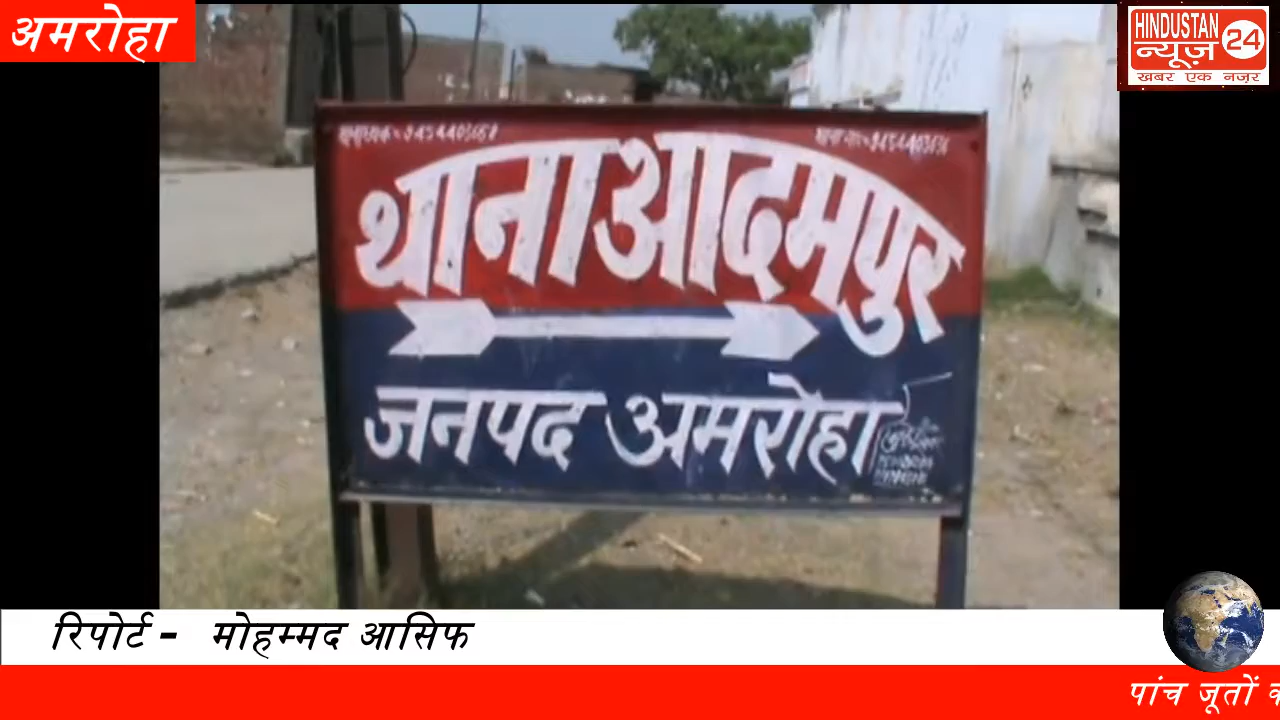 अमरोहा
HINDUSTAN
न्यूज़ 24
खबर एक नज़र
थाना आदमपुर
जनपद अमरोहा
रिपोर्ट - मोहम्मद आसिफ
पांच जूतों